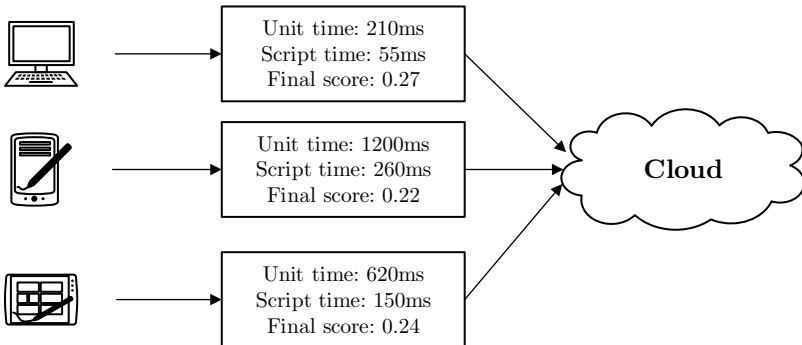 Unit time: 210ms
Script time: 55ms
Final score: 0.27
Unit time: 1200ms
Script time: 260ms
Final score: 0.22
Cloud
Unit time: 620ms
Script time: 150ms
Final score: 0.24